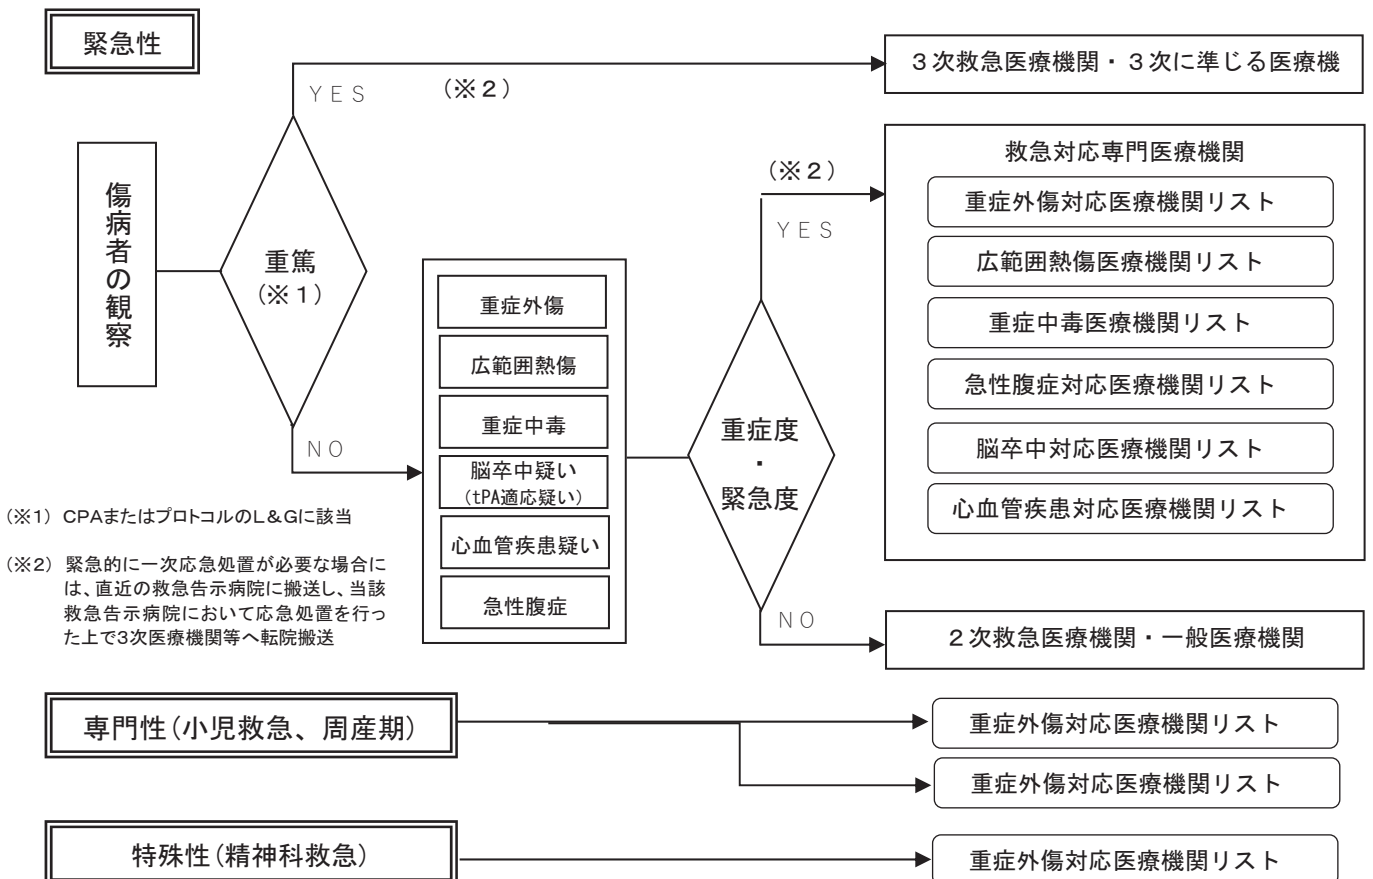 緊急性
3次救急医療機関・3次に準じる医療機
YES
(※2)
傷病者の観察
重篤
(※1)
NO
重症外傷
広範囲熱傷
重症中毒
脳卒中疑い
(tPA適応疑い)
心血管疾患疑い
急性腹症
重症度
・
緊急度
(※2)
YES
NO
救急対応専門医療機関
重症外傷対応医療機関リスト
広範囲熱傷医療機関リスト
重症中毒医療機関リスト
急性腹症対応医療機関リスト
脳卒中対応医療機関リスト
心血管疾患対応医療機関リスト
2次救急医療機関・一般医療機関
(※1) CPAまたはプロトコルのL&Gに該当
(※2) 緊急的に一次応急処置が必要な場合に
は、直近の救急告示病院に搬送し、当該
救急告示病院において応急処置を行っ
た上で3次医療機関等へ転院搬送
専門性(小児救急、周産期)
重症外傷対応医療機関リスト
重症外傷対応医療機関リスト
特殊性(精神科救急)
重症外傷対応医療機関リスト